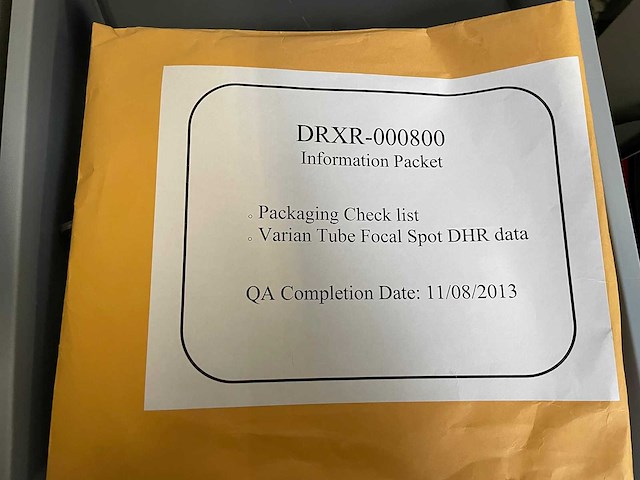 DRXR-000800
Information Packet
◦ Packaging Check list
◦ Varian Tube Focal Spot DHR data
QA Completion Date: 11/08/2013